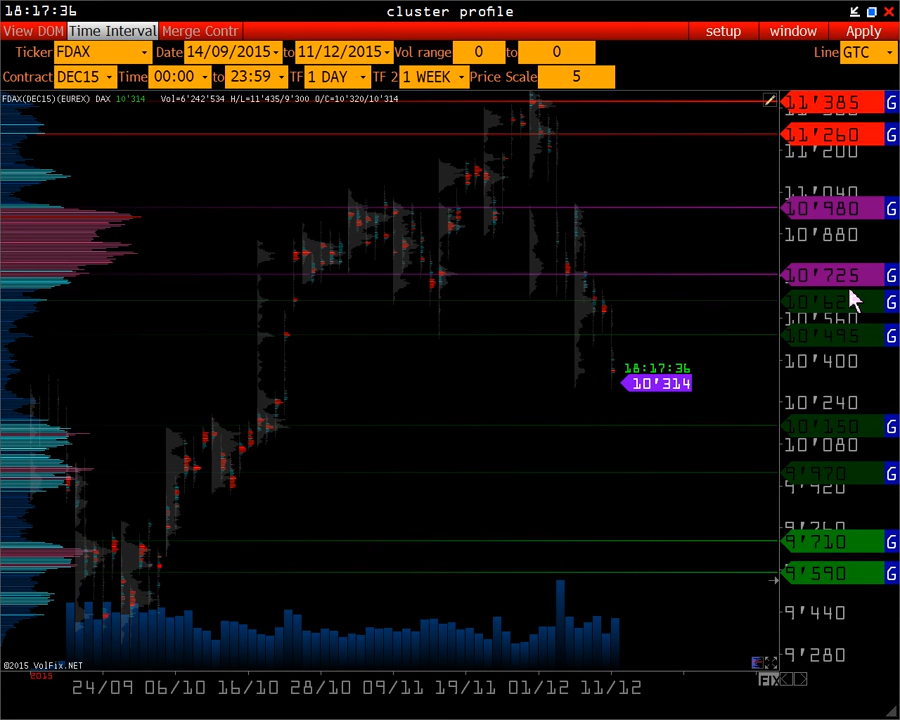 18:17:36 cluster profile
View DOM Time Interval Merge Contr setup window Apply
Ticker FDAX Date 14/09/2015 to 11/12/2015 Vol range 0 to 0 Line GTC
Contract DEC15 Time 00:00 to 23:59 TF 1 DAY TF 2 1 WEEK Price Scale 5
FDAX(DEC15)(EUREX) DAX 10'314 Vol=6'242'534 H/L=11'435/9'300 O/C=10'320/10'314
11'385 G
11'260 G
11'200
11'040
10'980 G
10'880
10'725 G
G
10'560
10'495 G
10'400
18:17:36
10'314
10'240
10'150 G
10'080
9'970 G
9'920
9'760
9'710 G
9'590 G
9'440
9'280
©2015 VolFix.NET
2015
24/09 06/10 16/10 28/10 09/11 19/11 01/12 11/12
FIX